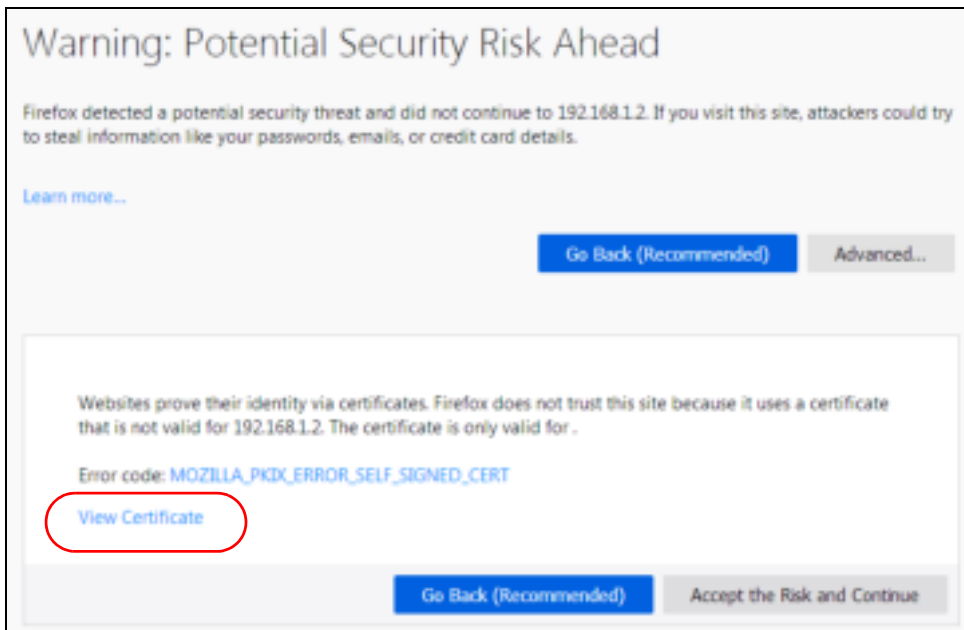 Warning: Potential Security Risk Ahead
Firefox detected a potential security threat and did not continue to 192.168.1.2. If you visit this site, attackers could try
to steal information like your passwords, emails, or credit card details.
Learn more...
Go Back (Recommended) Advanced...
Websites prove their identity via certificates. Firefox does not trust this site because it uses a certificate
that is not valid for 192.168.1.2. The certificate is only valid for .
Error code: MOZILLA_PKIX_ERROR_SELF_SIGNED_CERT
View Certificate
Go Back (Recommended) Accept the Risk and Continue